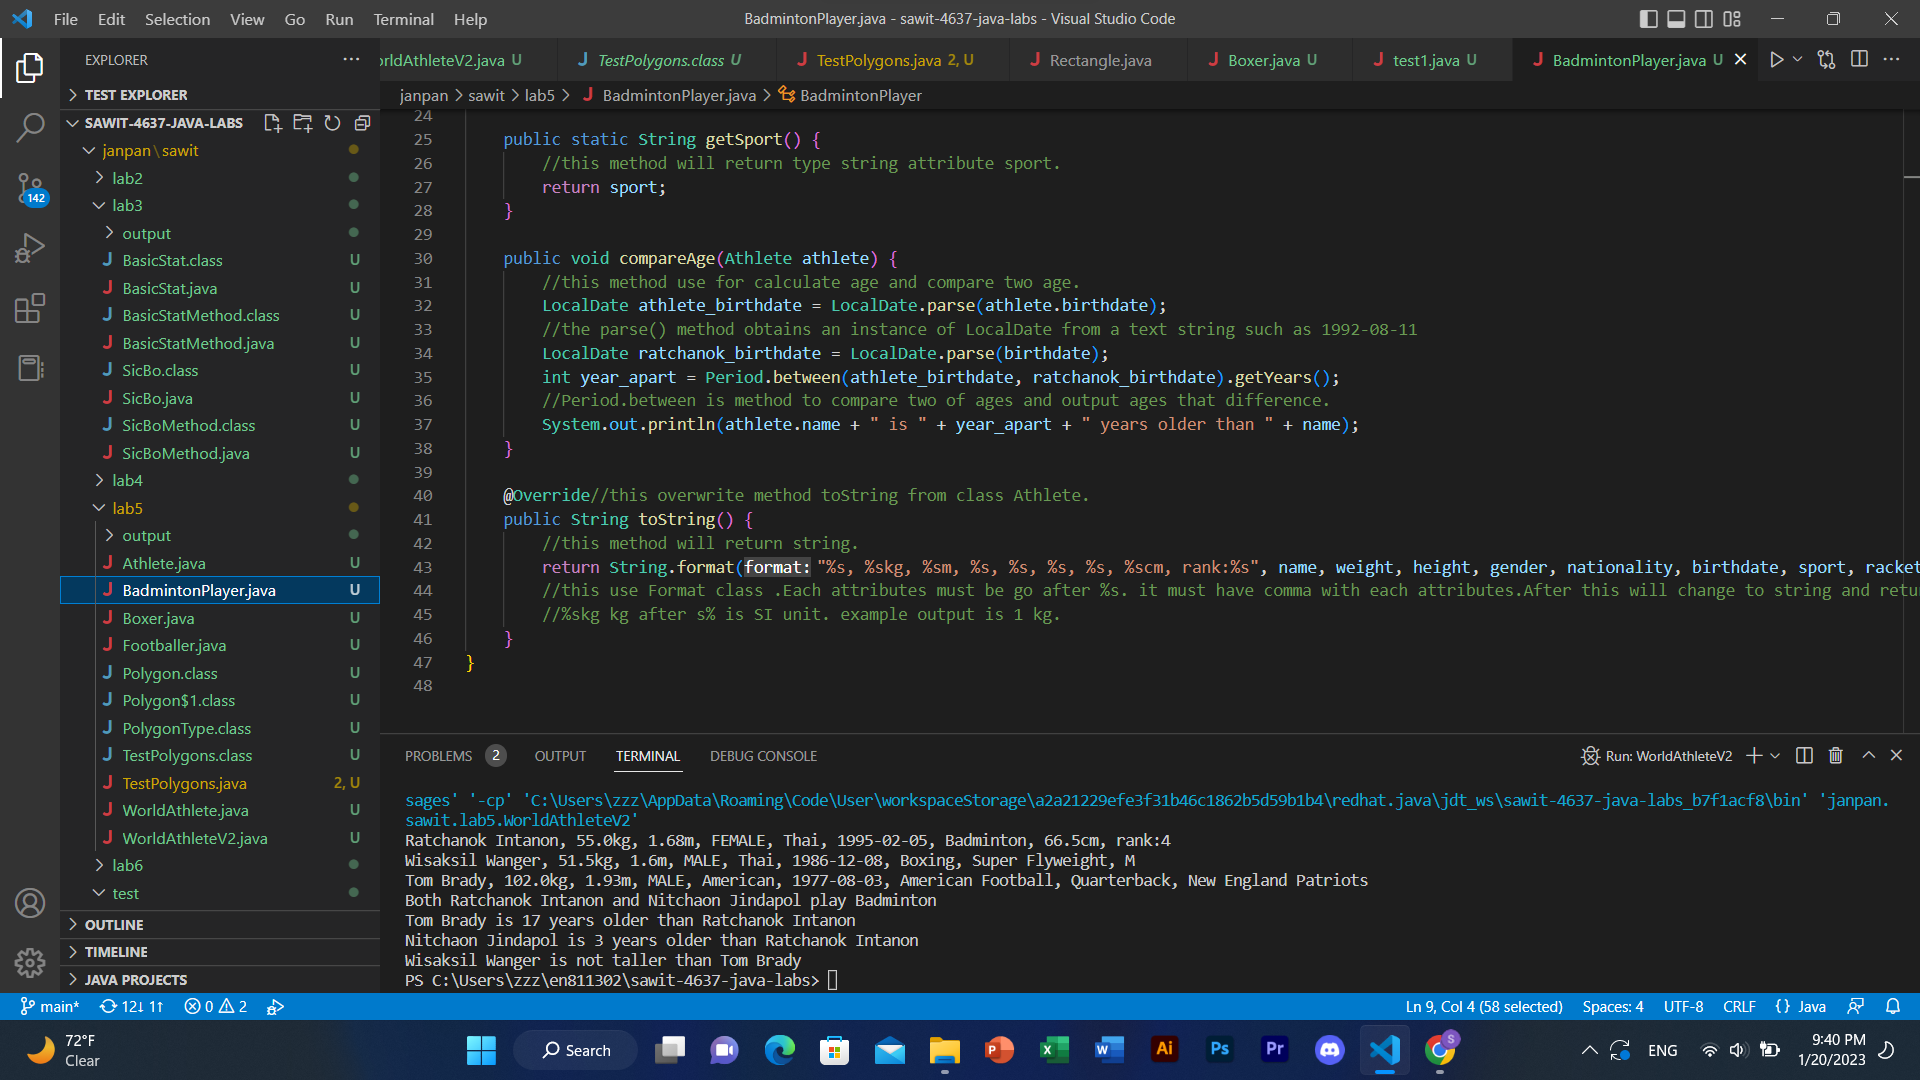 File Edit Selection View Go Run Terminal Help
BadmintonPlayer.java - sawit-4637-java-labs - Visual Studio Code
EXPLORER
orldAthleteV2.java U
TestPolygons.class U
TestPolygons.java 2, U
Rectangle.java
Boxer.java U
test1.java U
BadmintonPlayer.java U
janpan > sawit > lab5 > BadmintonPlayer.java > BadmintonPlayer
TEST EXPLORER
SAWIT-4637-JAVA-LABS
janpan\sawit
lab2
lab3
output
BasicStat.class U
BasicStat.java U
BasicStatMethod.class U
BasicStatMethod.java U
SicBo.class U
SicBo.java U
SicBoMethod.class U
SicBoMethod.java U
lab4
lab5
output
Athlete.java U
BadmintonPlayer.java U
Boxer.java U
Footballer.java U
Polygon.class U
Polygon$1.class U
PolygonType.class U
TestPolygons.class U
TestPolygons.java 2, U
WorldAthlete.java U
WorldAthleteV2.java U
lab6
test
OUTLINE
TIMELINE
JAVA PROJECTS
142
24
25 public static String getSport() {
26 //this method will return type string attribute sport.
27 return sport;
28 }
29
30 public void compareAge(Athlete athlete) {
31 //this method use for calculate age and compare two age.
32 LocalDate athlete_birthdate = LocalDate.parse(athlete.birthdate);
33 //the parse() method obtains an instance of LocalDate from a text string such as 1992-08-11
34 LocalDate ratchanok_birthdate = LocalDate.parse(birthdate);
35 int year_apart = Period.between(athlete_birthdate, ratchanok_birthdate).getYears();
36 //Period.between is method to compare two of ages and output ages that difference.
37 System.out.println(athlete.name + " is " + year_apart + " years older than " + name);
38 }
39
40 @Override//this overwrite method toString from class Athlete.
41 public String toString() {
42 //this method will return string.
43 return String.format(format: "%s, %skg, %sm, %s, %s, %s, %s, %scm, rank:%s", name, weight, height, gender, nationality, birthdate, sport, racket
44 //this use Format class .Each attributes must be go after %s. it must have comma with each attributes.After this will change to string and retu
45 //%skg kg after s% is SI unit. example output is 1 kg.
46 }
47 }
48
PROBLEMS 2 OUTPUT TERMINAL DEBUG CONSOLE
Run: WorldAthleteV2
sages' '-cp' 'C:\Users\zzz\AppData\Roaming\Code\User\workspaceStorage\a2a21229efe3f31b46c1862b5d59b1b4\redhat.java\jdt_ws\sawit-4637-java-labs_b7f1acf8\bin' 'janpan.
sawit.lab5.WorldAthleteV2'
Ratchanok Intanon, 55.0kg, 1.68m, FEMALE, Thai, 1995-02-05, Badminton, 66.5cm, rank:4
Wisaksil Wanger, 51.5kg, 1.6m, MALE, Thai, 1986-12-08, Boxing, Super Flyweight, M
Tom Brady, 102.0kg, 1.93m, MALE, American, 1977-08-03, American Football, Quarterback, New England Patriots
Both Ratchanok Intanon and Nitchaon Jindapol play Badminton
Tom Brady is 17 years older than Ratchanok Intanon
Nitchaon Jindapol is 3 years older than Ratchanok Intanon
Wisaksil Wanger is not taller than Tom Brady
PS C:\Users\zzz\en811302\sawit-4637-java-labs>
main* 12↓ 1↑ 0 2
Ln 9, Col 4 (58 selected) Spaces: 4 UTF-8 CRLF {} Java
72°F
Clear
Search
P
X
W
Ai
Ps
Pr
S
ENG
9:40 PM
1/20/2023